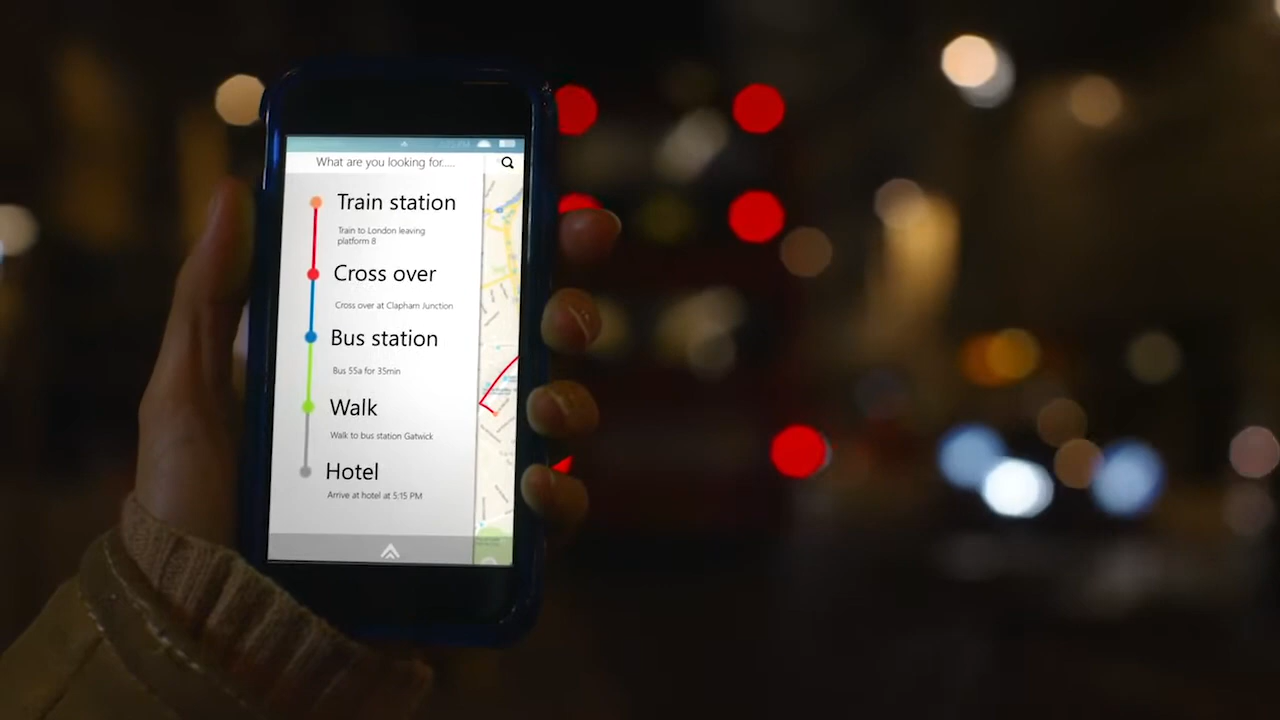 What are you looking for.....
Train station
Train to London leaving
platform 8
Cross over
Cross over at Clapham Junction
Bus station
Bus 55a for 35min
Walk
Walk to bus station Gatwick
Hotel
Arrive at hotel at 5:15 PM